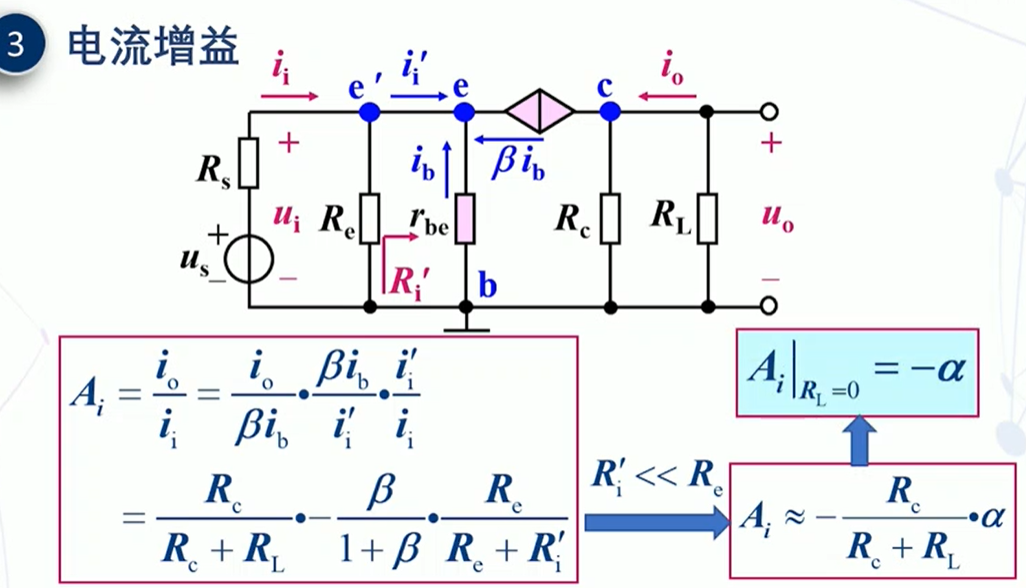 3 电流增益
i_i e′ i_i′ e c i_o
+ i_b βi_b +
R_s u_i R_e r_be R_c R_L u_o
+ u_s − − R_i′ b −
A_i = i_o/i_i = i_o/βi_b • βi_b/i_i′ • i_i′/i_i
= R_c/(R_c + R_L) • − β/(1 + β) • R_e/(R_e + R_i′)
R_i′ << R_e
A_i ≈ − R_c/(R_c + R_L) • α
A_i|_{R_L=0} = −α